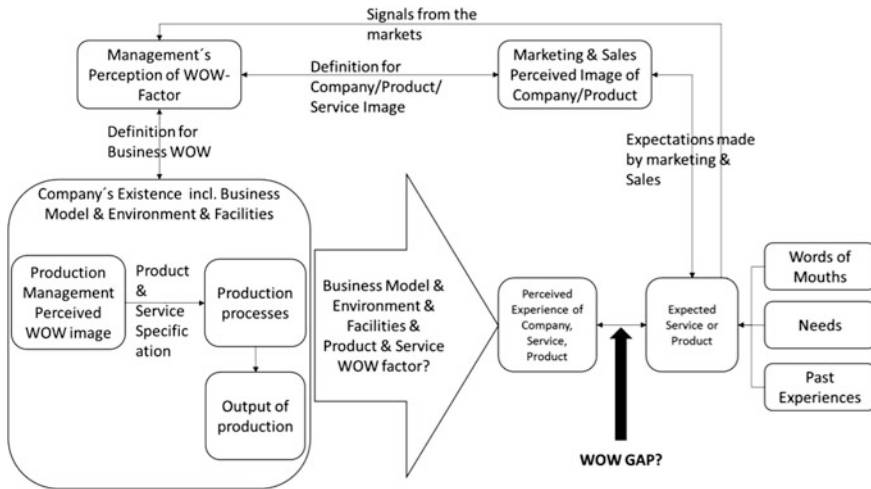 Signals from the
markets
Management´s
Perception of WOW-
Factor
Definition for
Company/Product/
Service Image
Marketing & Sales
Perceived Image of
Company/Product
Definition for
Business WOW
Expectations made
by marketing &
Sales
Company´s Existence incl. Business
Model & Environment & Facilities
Production
Management
Perceived
WOW image
Product
&
Service
Specific
ation
Production
processes
Output of
production
Business Model &
Environment &
Facilities &
Product & Service
WOW factor?
Perceived
Experience of
Company,
Service,
Product
Expected
Service or
Product
Words of
Mouths
Needs
Past
Experiences
WOW GAP?